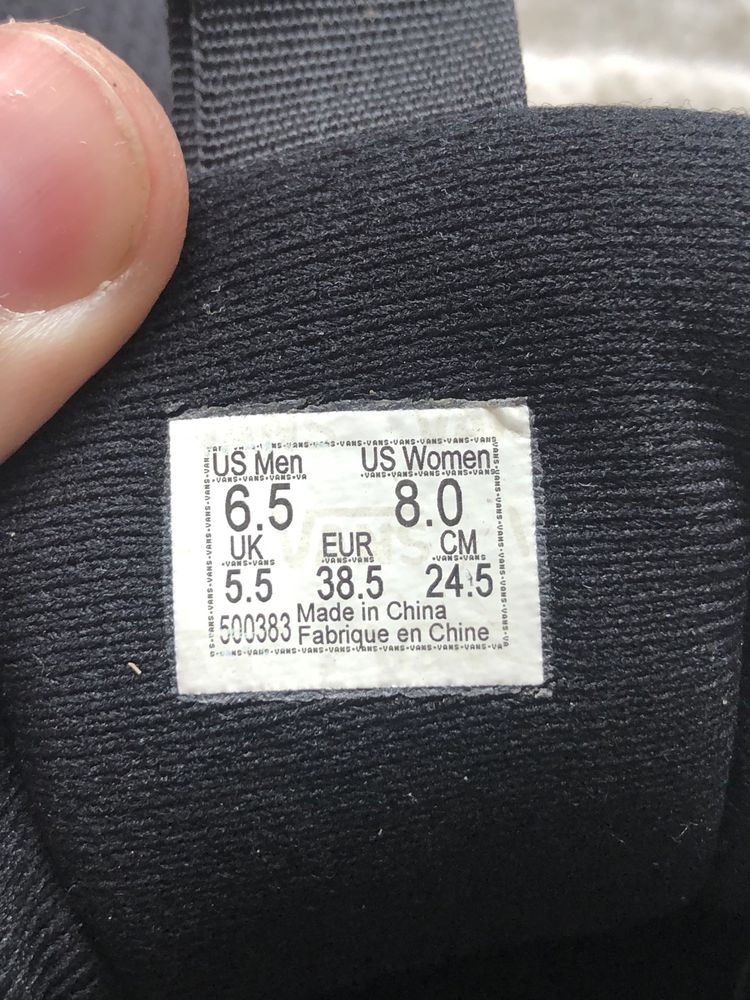 US Men US Women
6.5 8.0
UK EUR CM
5.5 38.5 24.5
500383 Made in China
Fabrique en Chine